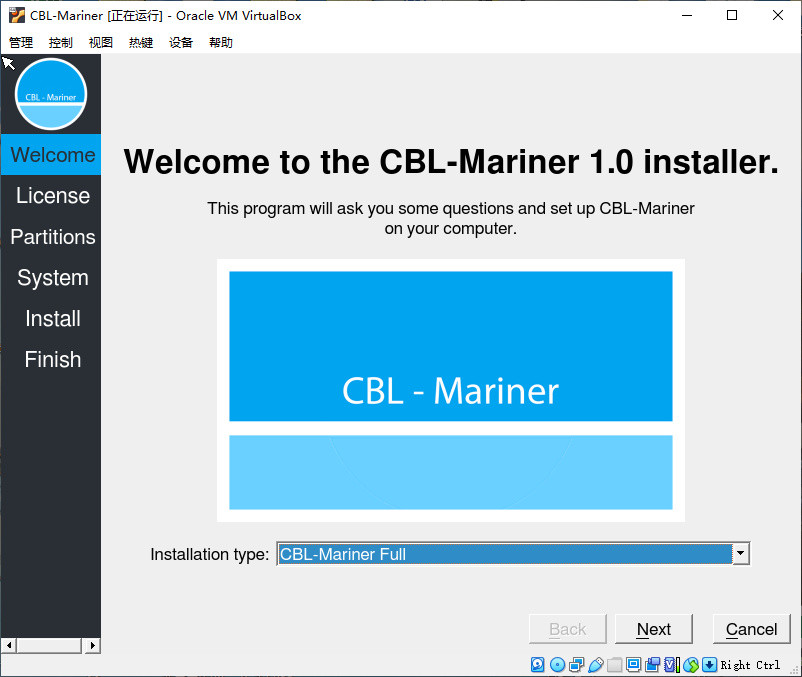 CBL-Mariner [正在运行] - Oracle VM VirtualBox
管理 控制 视图 热键 设备 帮助
CBL - Mariner
Welcome
License
Partitions
System
Install
Finish
Welcome to the CBL-Mariner 1.0 installer.
This program will ask you some questions and set up CBL-Mariner
on your computer.
CBL - Mariner
Installation type: CBL-Mariner Full
Back Next Cancel
Right Ctrl